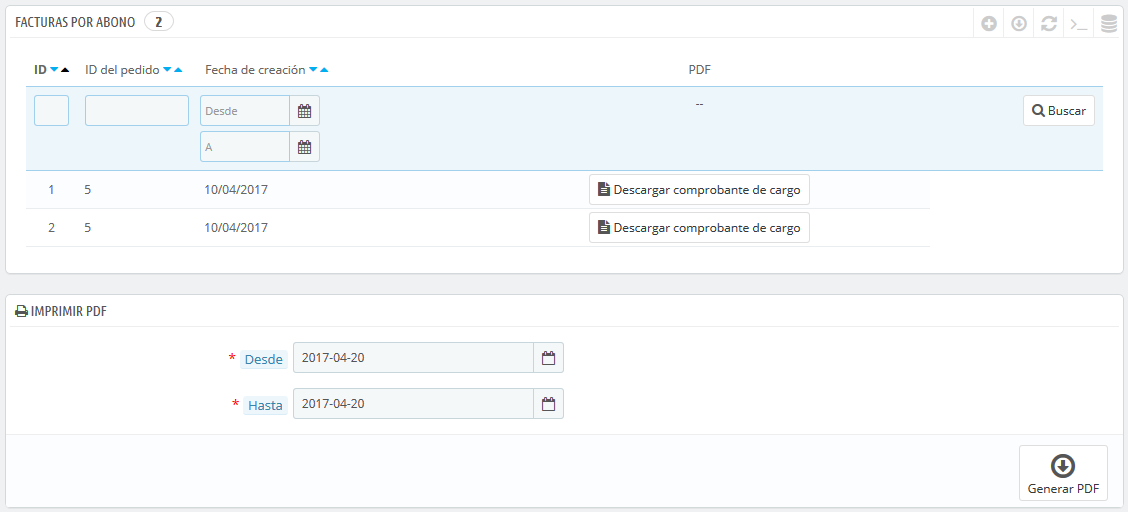 FACTURAS POR ABONO 2
ID ID del pedido Fecha de creación PDF
Desde -- Buscar
A
1 5 10/04/2017 Descargar comprobante de cargo
2 5 10/04/2017 Descargar comprobante de cargo
IMPRIMIR PDF
* Desde 2017-04-20
* Hasta 2017-04-20
Generar PDF